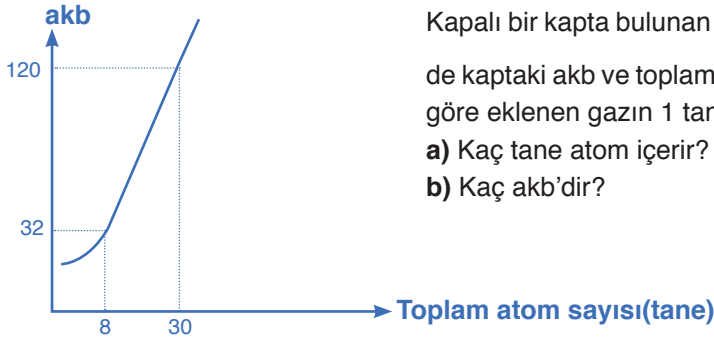 akb
120
32
8
30
Toplam atom sayısı(tane)
Kapalı bir kapta bulunan
de kaptaki akb ve toplam
göre eklenen gazın 1 tan
a) Kaç tane atom içerir?
b) Kaç akb'dir?